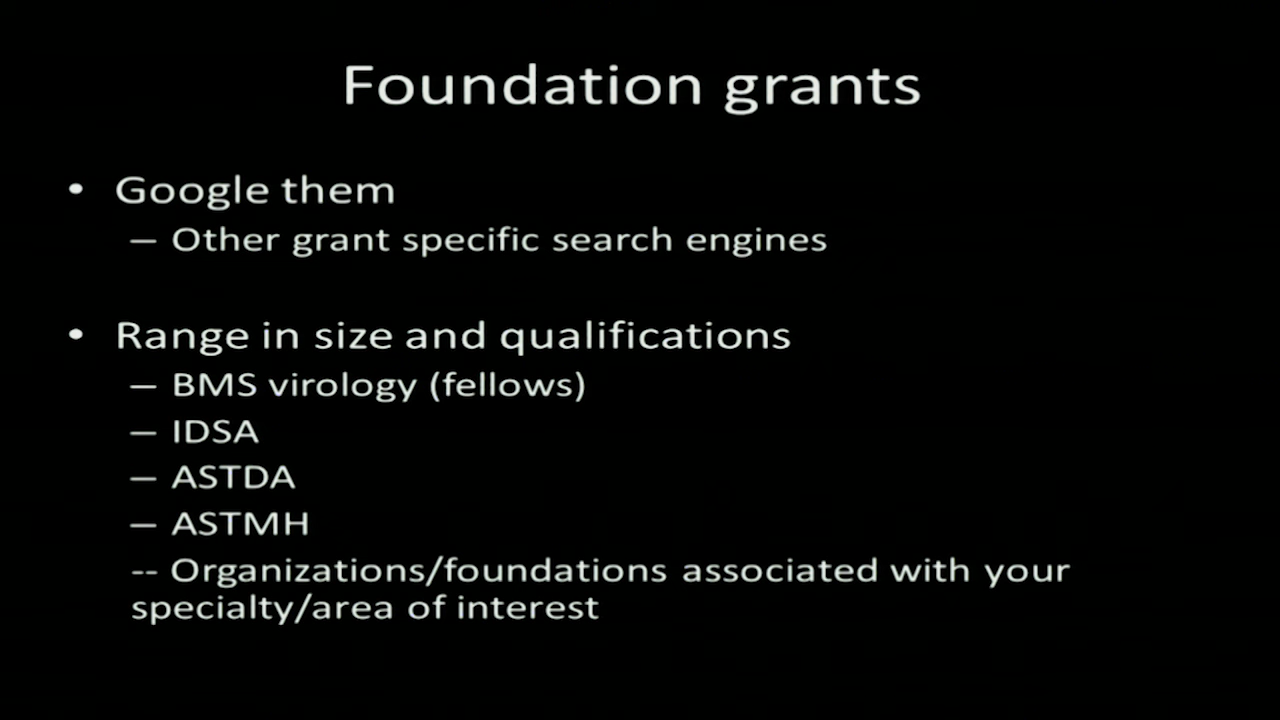 Foundation grants
• Google them
– Other grant specific search engines
• Range in size and qualifications
– BMS virology (fellows)
– IDSA
– ASTDA
– ASTMH
-- Organizations/foundations associated with your
specialty/area of interest